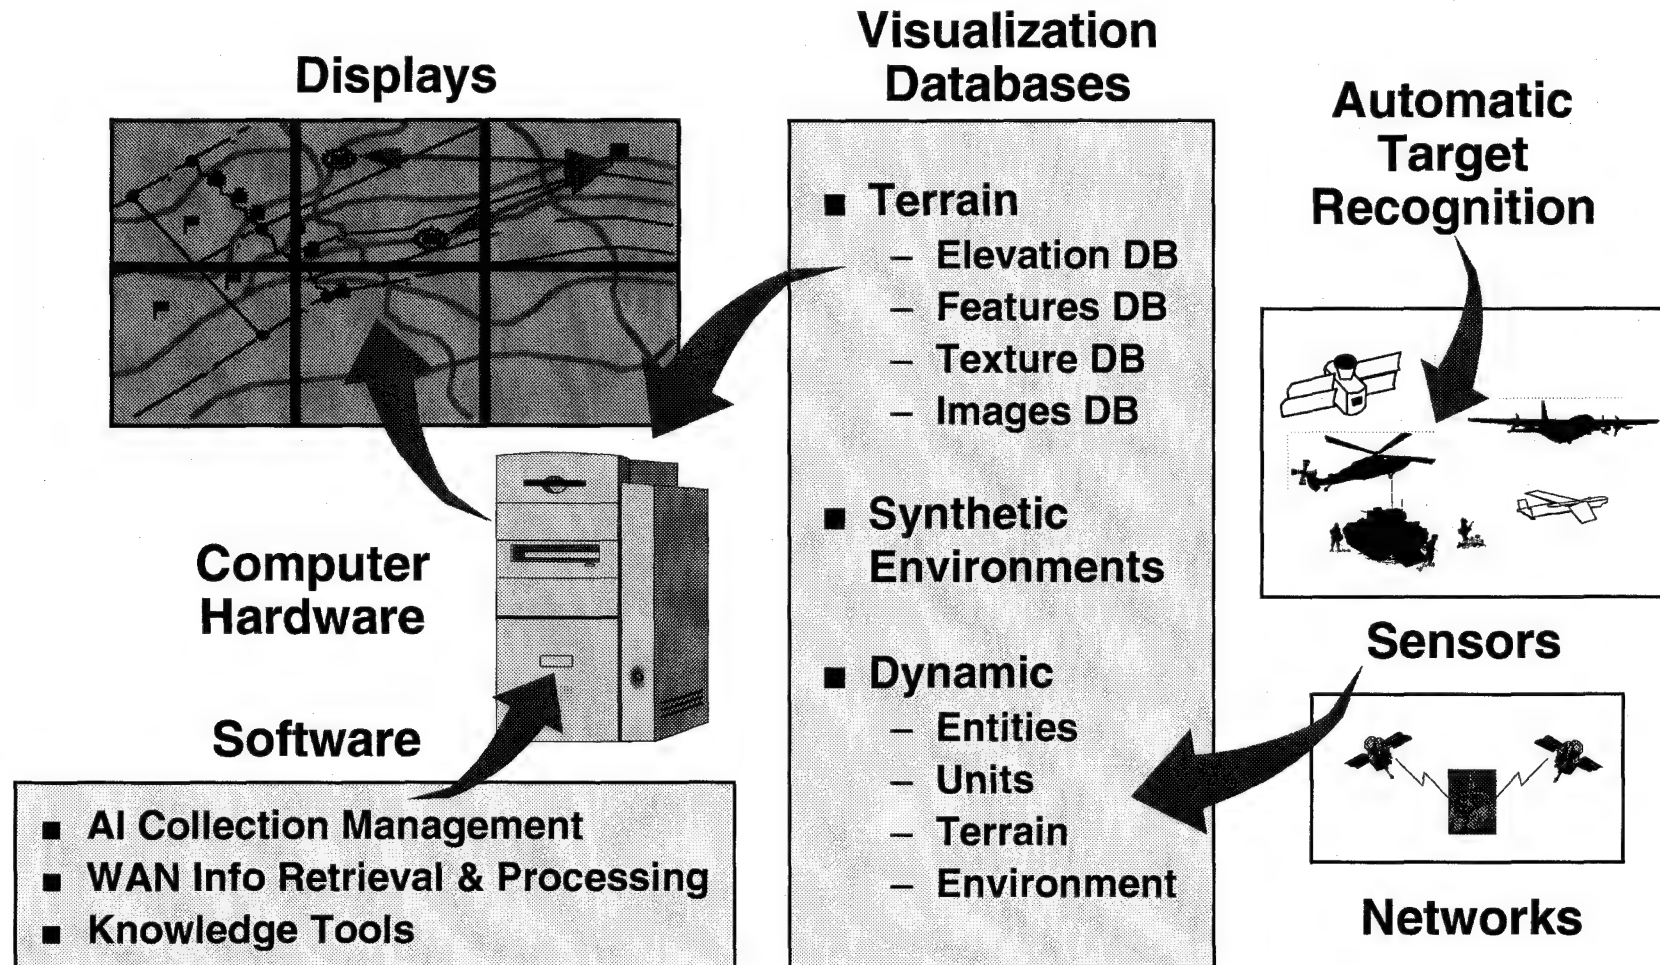 Displays
Visualization
Databases
Automatic
Target
Recognition
■ Terrain
– Elevation DB
– Features DB
– Texture DB
– Images DB
■ Synthetic
Environments
■ Dynamic
– Entities
– Units
– Terrain
– Environment
Computer
Hardware
Software
■ AI Collection Management
■ WAN Info Retrieval & Processing
■ Knowledge Tools
Sensors
Networks